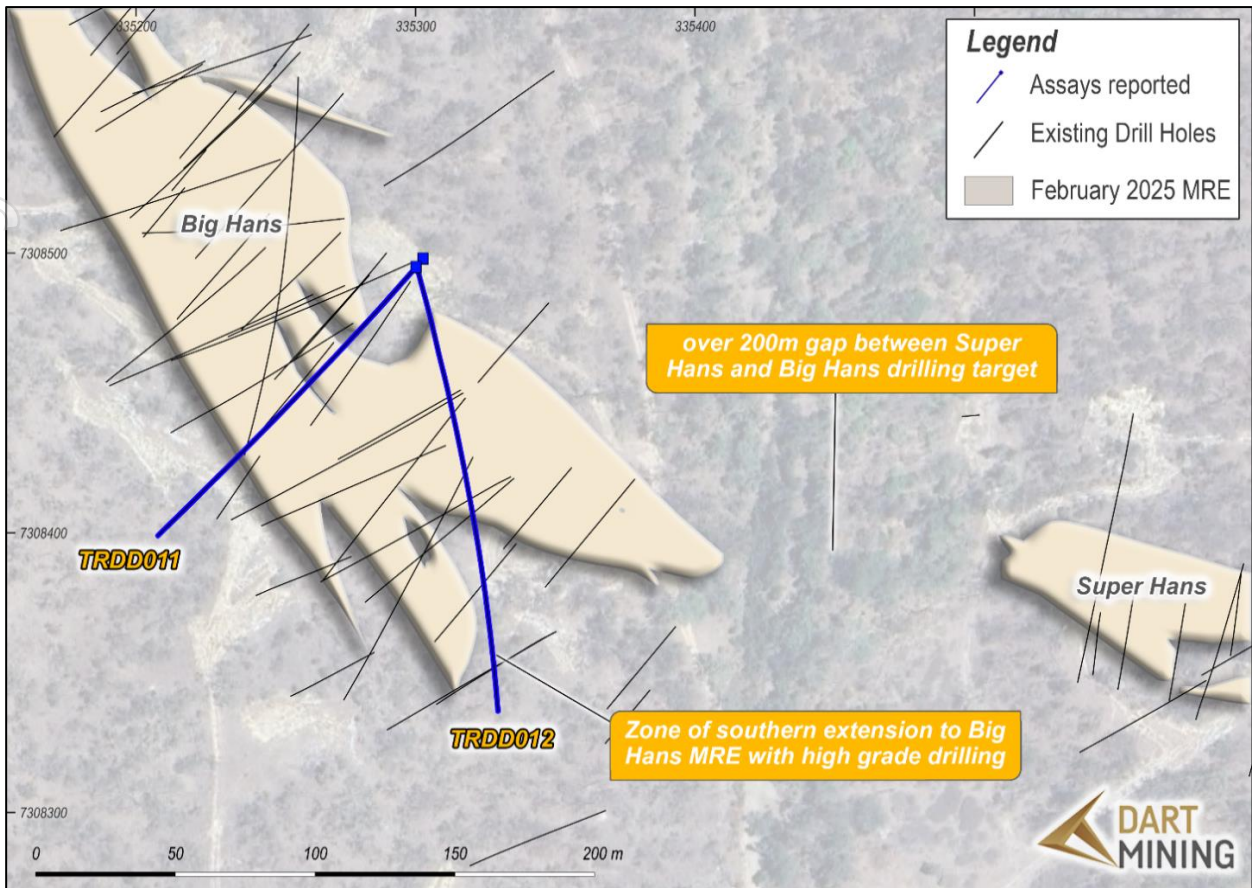 335200
335300
335400
Legend
Assays reported
Existing Drill Holes
February 2025 MRE
Big Hans
7308500
over 200m gap between Super
Hans and Big Hans drilling target
7308400
TRDD011
Super Hans
TRDD012
Zone of southern extension to Big
Hans MRE with high grade drilling
7308300
0 50 100 150 200 m
DART
MINING